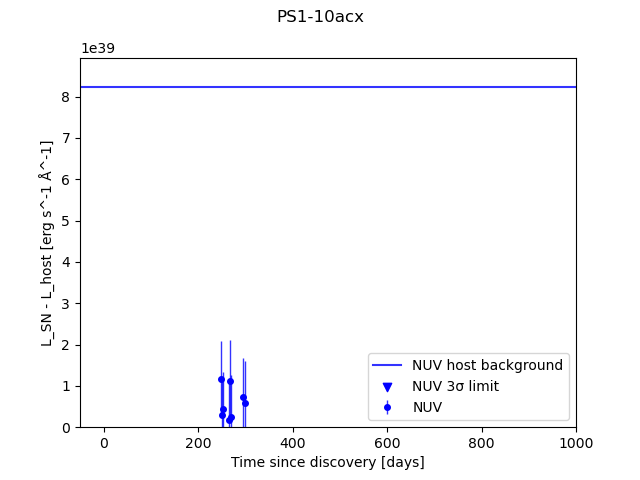 PS1-10acx
1e39
8
7
6
5
4
3
2
1
0
L_SN - L_host [erg s^-1 Å^-1]
NUV host background
NUV 3σ limit
NUV
0 200 400 600 800 1000
Time since discovery [days]